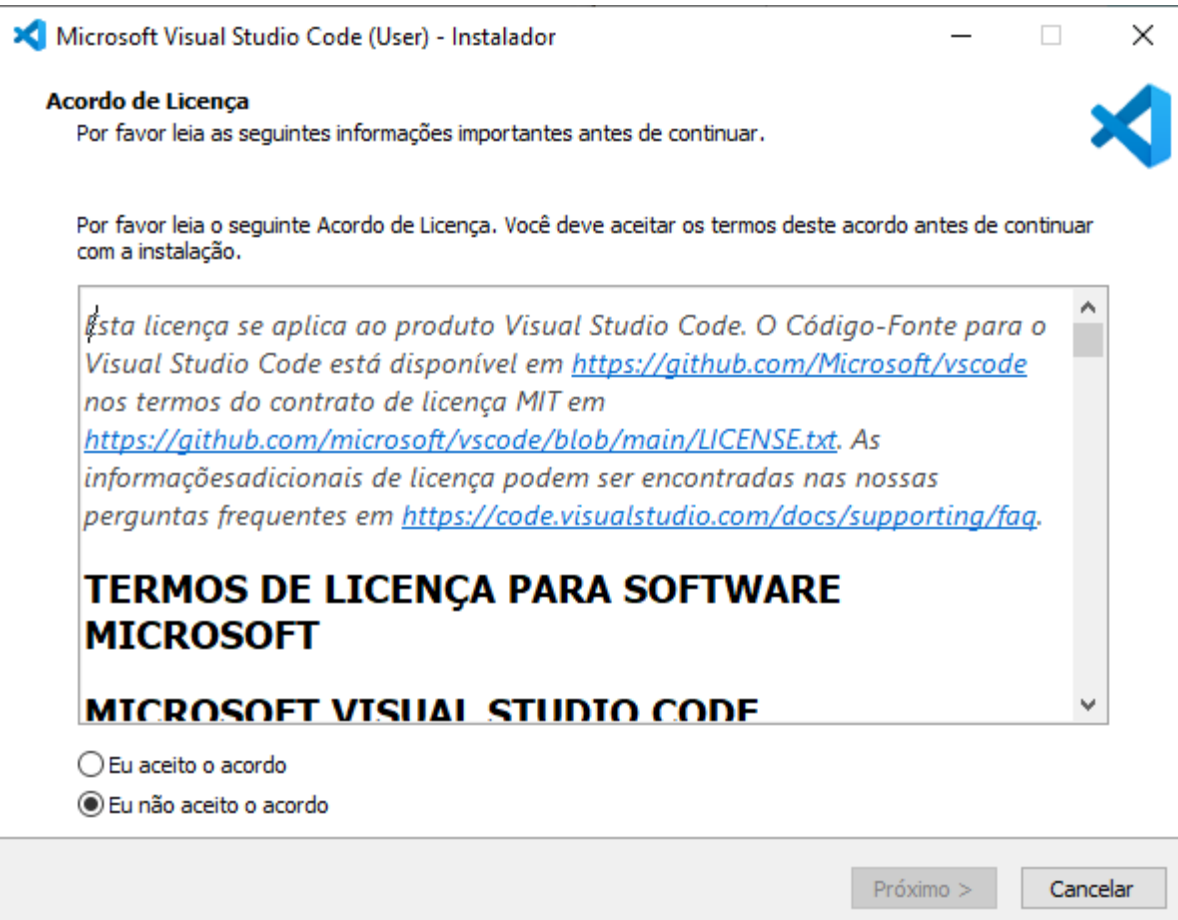 Microsoft Visual Studio Code (User) - Instalador
Acordo de Licença
Por favor leia as seguintes informações importantes antes de continuar.
Por favor leia o seguinte Acordo de Licença. Você deve aceitar os termos deste acordo antes de continuar
com a instalação.
Esta licença se aplica ao produto Visual Studio Code. O Código-Fonte para o
Visual Studio Code está disponível em https://github.com/Microsoft/vscode
nos termos do contrato de licença MIT em
https://github.com/microsoft/vscode/blob/main/LICENSE.txt. As
informaçõesadicionais de licença podem ser encontradas nas nossas
perguntas frequentes em https://code.visualstudio.com/docs/supporting/faq.
TERMOS DE LICENÇA PARA SOFTWARE
MICROSOFT
MICROSOFT VISUAL STUDIO CODE
Eu aceito o acordo
Eu não aceito o acordo
Próximo >
Cancelar